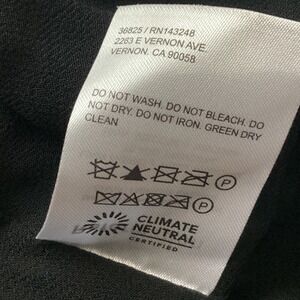 36825 / RN143248
2263 E VERNON AVE.
VERNON. CA 90058
DO NOT WASH. DO NOT BLEACH. DO
NOT DRY. DO NOT IRON. GREEN DRY
CLEAN
P
P
CLIMATE
NEUTRAL
CERTIFIED